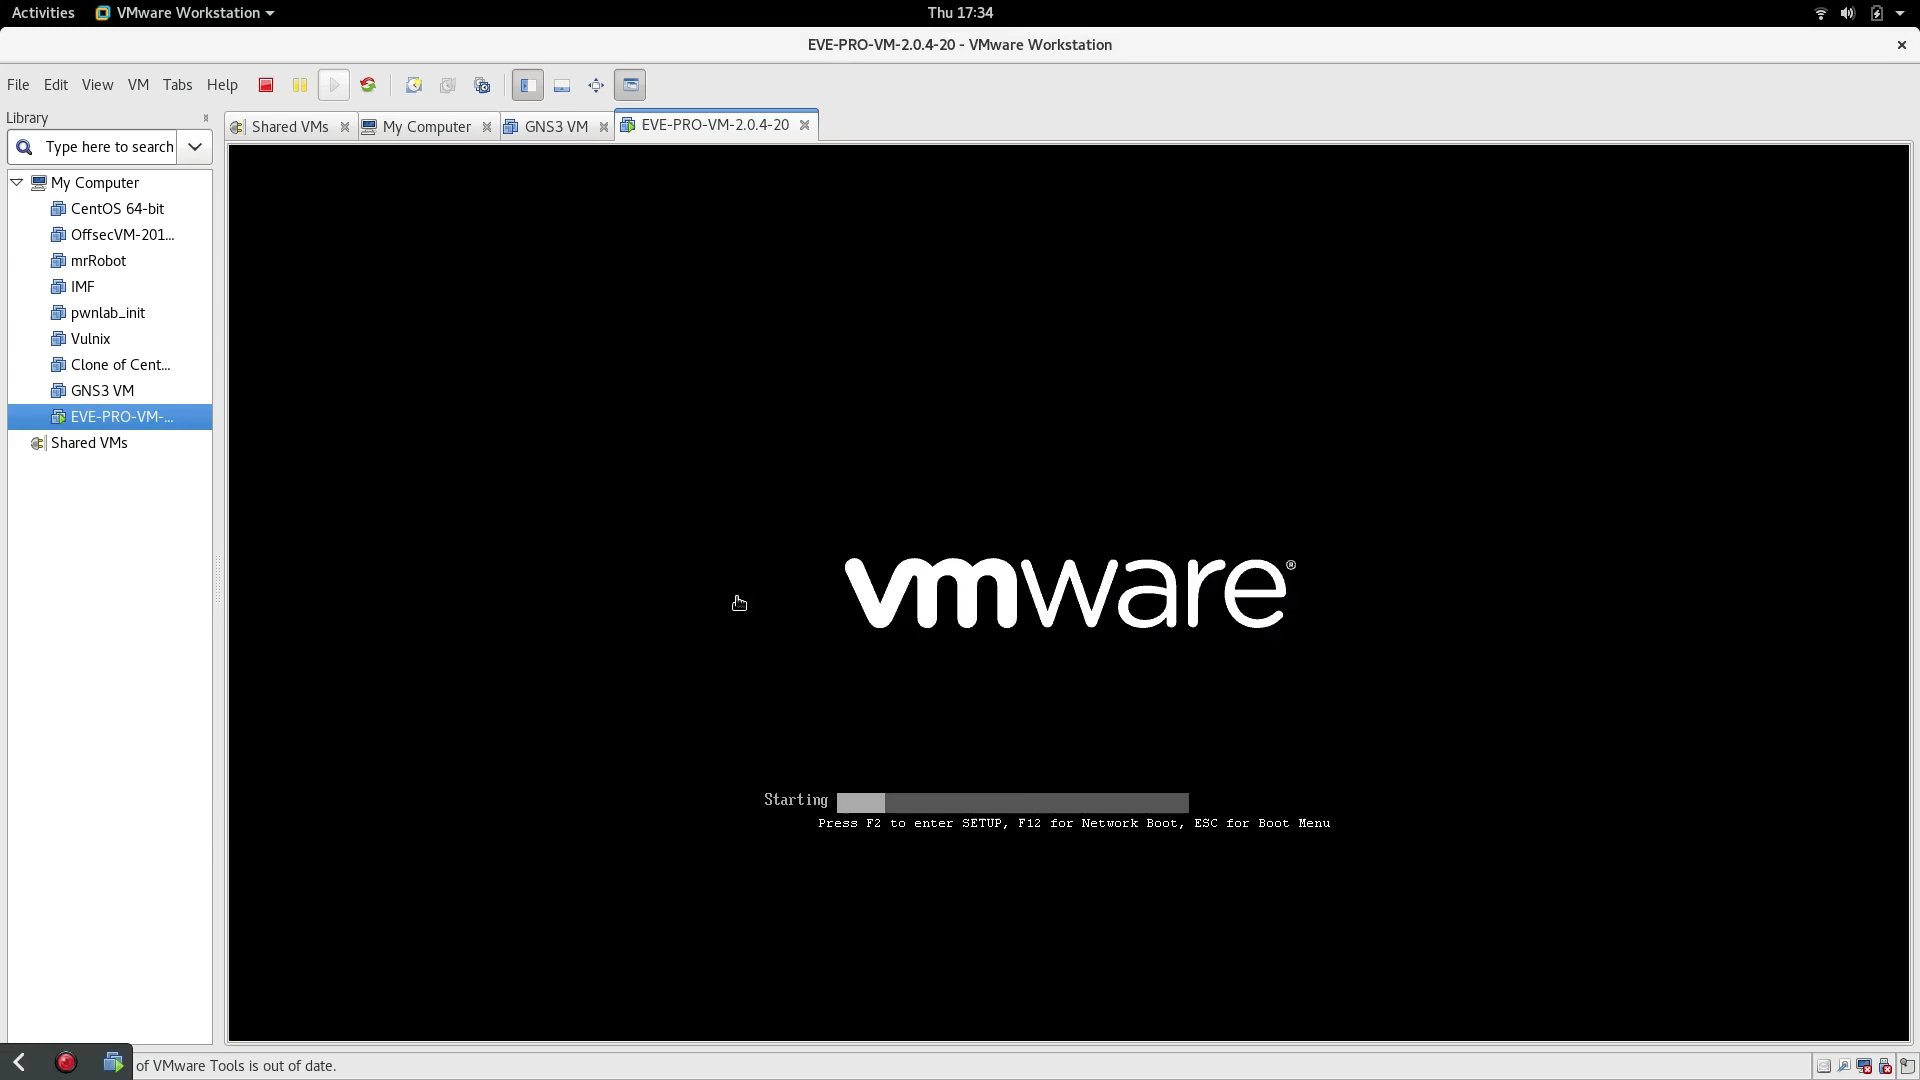 Activities VMware Workstation Thu 17:34
EVE-PRO-VM-2.0.4-20 - VMware Workstation
File Edit View VM Tabs Help
Library
Type here to search
Shared VMs My Computer GNS3 VM EVE-PRO-VM-2.0.4-20
My Computer
CentOS 64-bit
OffsecVM-201...
mrRobot
IMF
pwnlab_init
Vulnix
Clone of Cent...
GNS3 VM
EVE-PRO-VM-...
Shared VMs
vmware®
Starting
Press F2 to enter SETUP, F12 for Network Boot, ESC for Boot Menu
of VMware Tools is out of date.